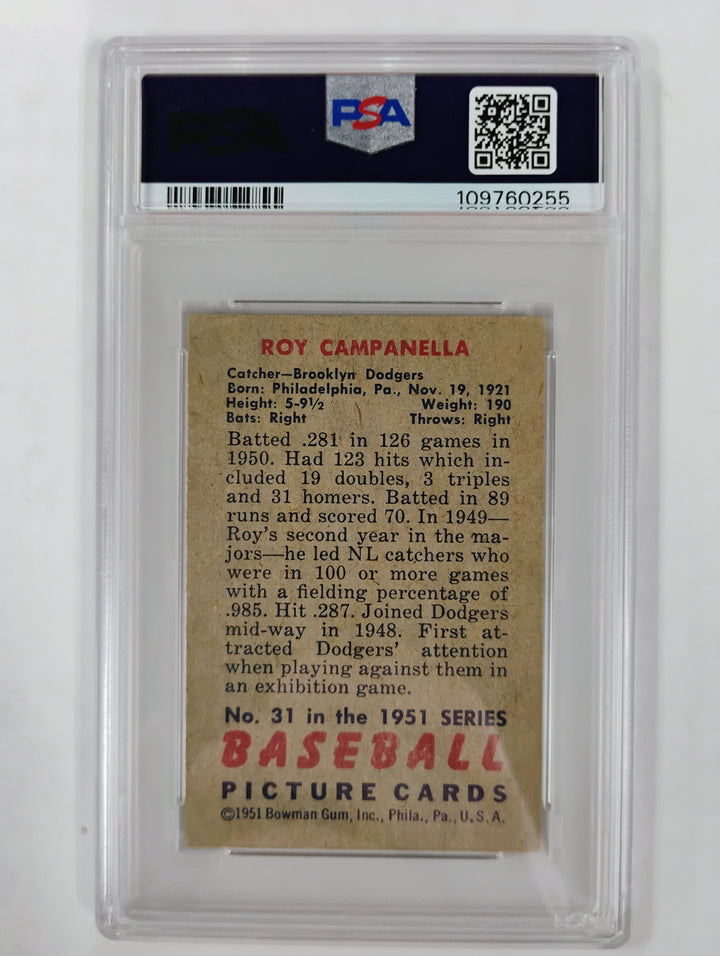 PSA
PSA
109760255
ROY CAMPANELLA
Catcher—Brooklyn Dodgers
Born: Philadelphia, Pa., Nov. 19, 1921
Height: 5-9½ Weight: 190
Bats: Right Throws: Right
Batted .281 in 126 games in
1950. Had 123 hits which in-
cluded 19 doubles, 3 triples
and 31 homers. Batted in 89
runs and scored 70. In 1949—
Roy's second year in the ma-
jors—he led NL catchers who
were in 100 or more games
with a fielding percentage of
.985. Hit .287. Joined Dodgers
mid-way in 1948. First at-
tracted Dodgers' attention
when playing against them in
an exhibition game.
No. 31 in the 1951 SERIES
BASEBALL
PICTURE CARDS
©1951 Bowman Gum, Inc., Phila., Pa., U.S.A.